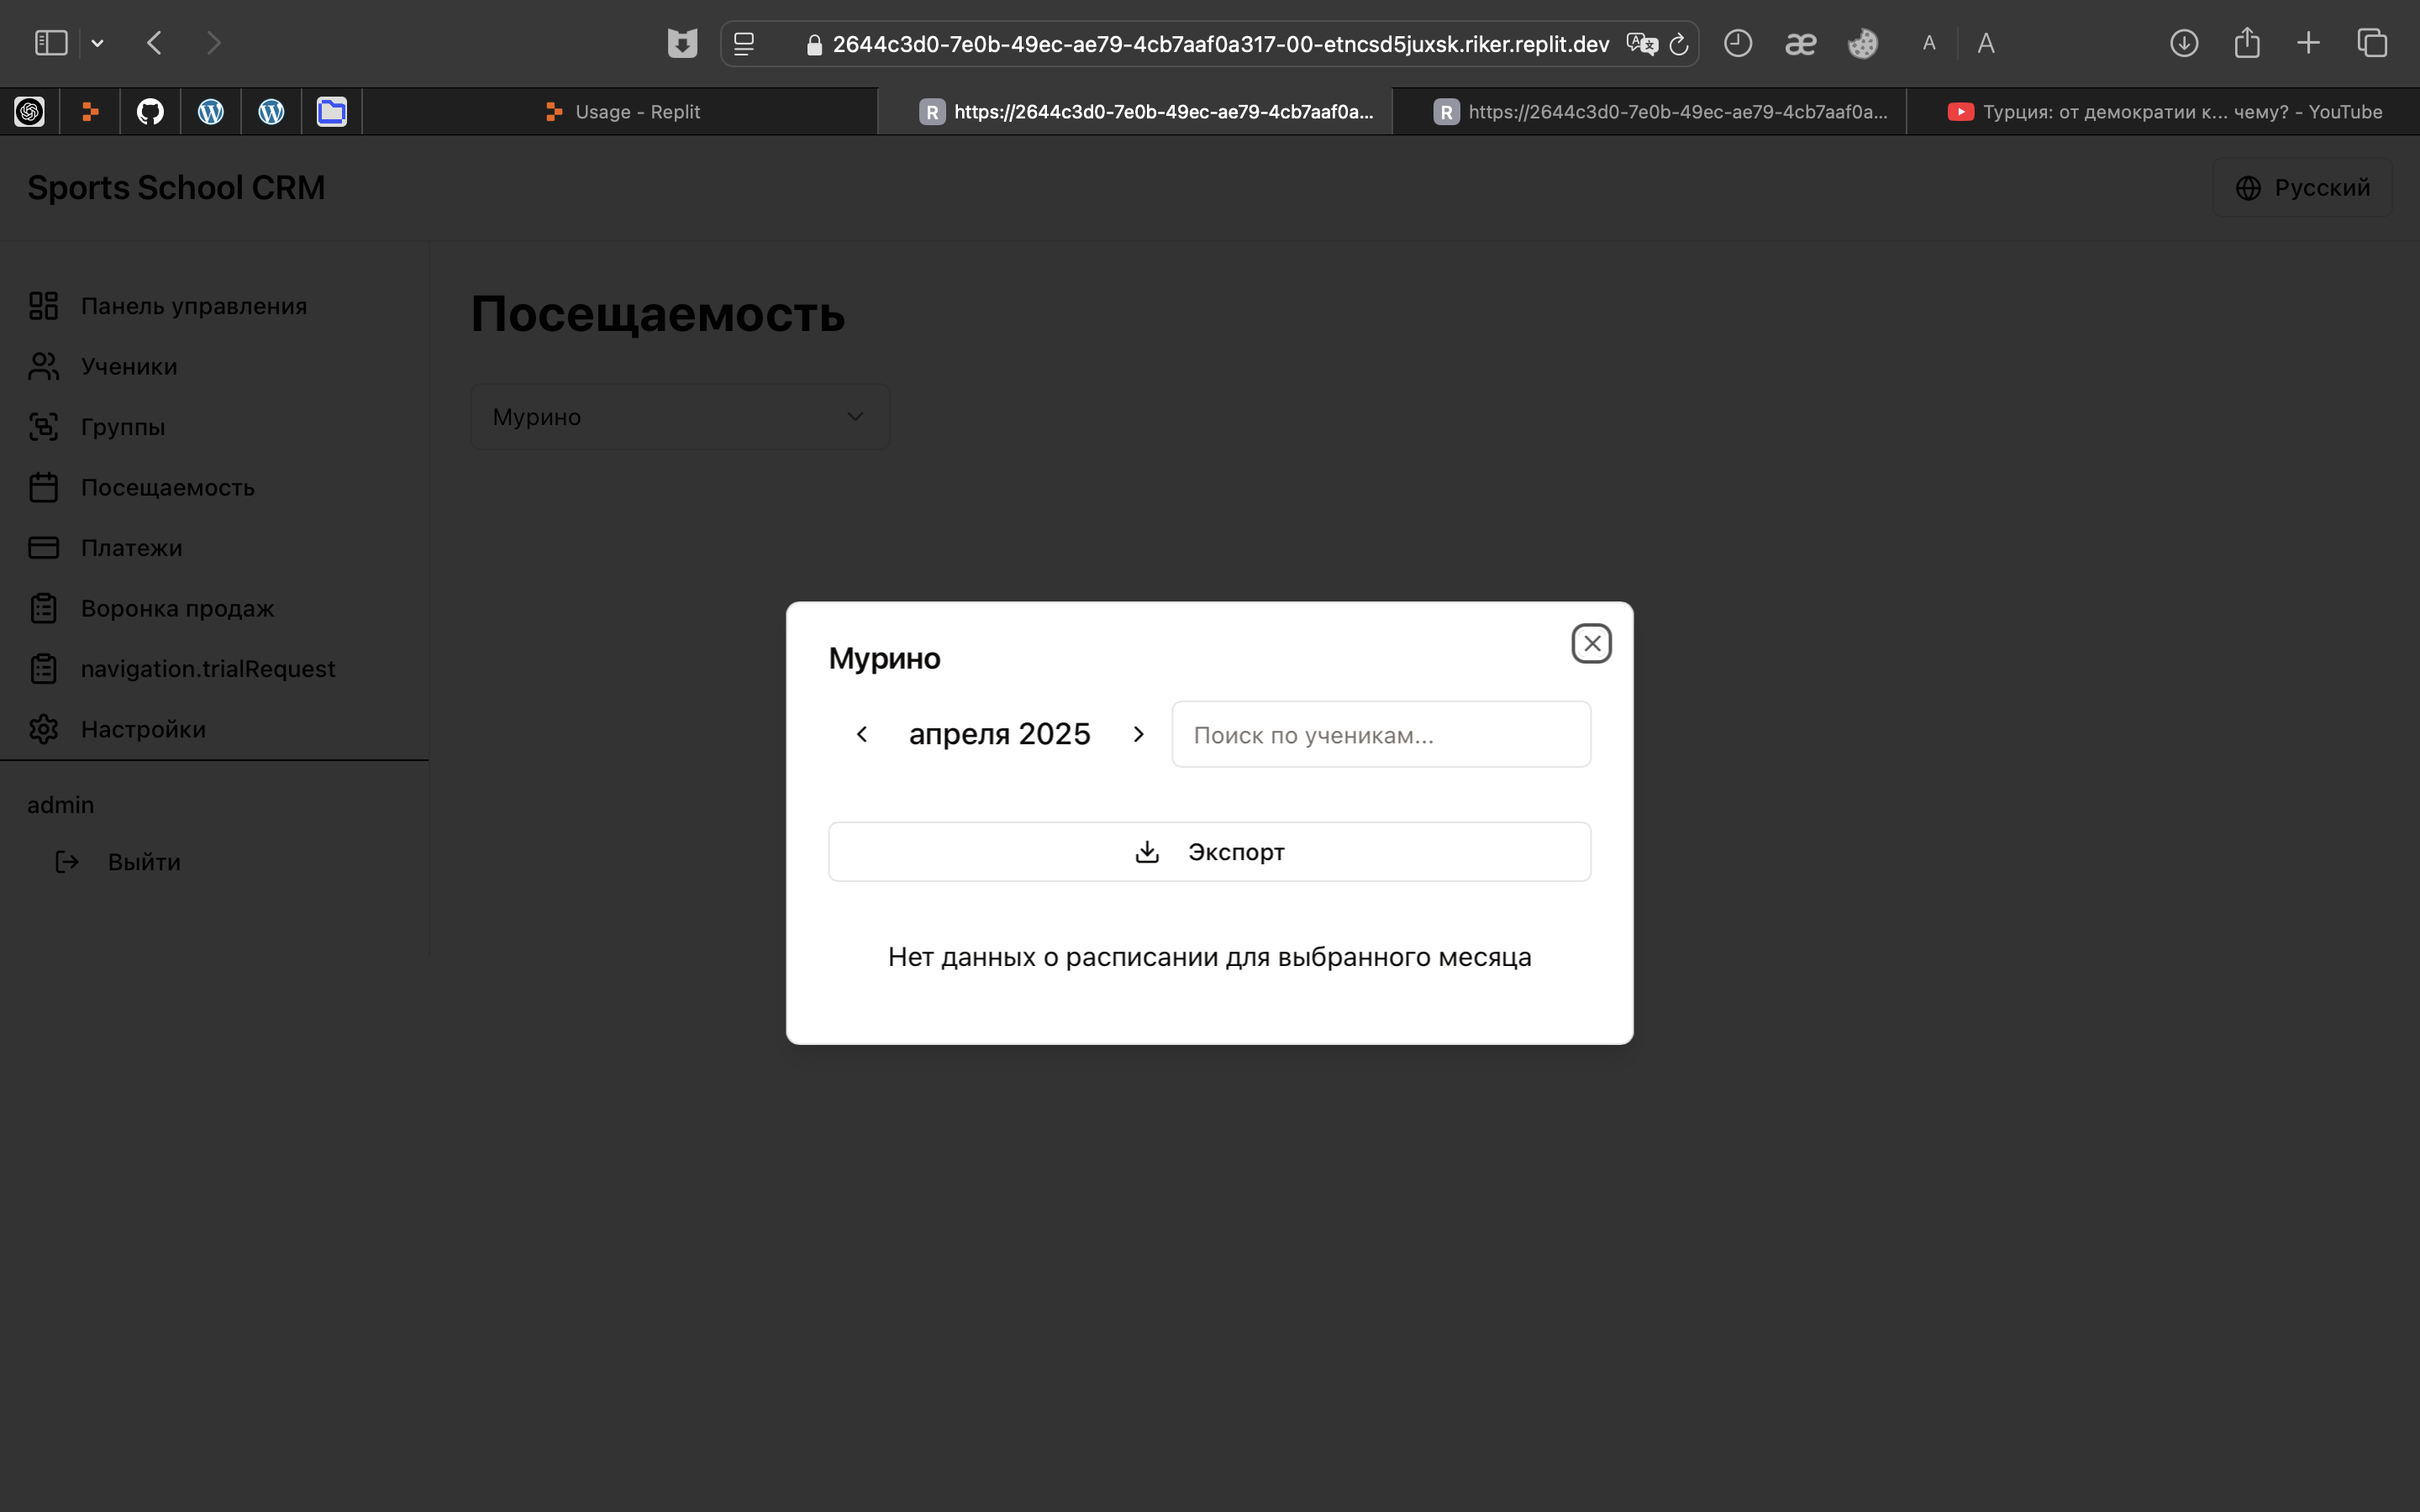 2644c3d0-7e0b-49ec-ae79-4cb7aaf0a317-00-etncsd5juxsk.riker.replit.dev
æ
A
A
Usage - Replit
R https://2644c3d0-7e0b-49ec-ae79-4cb7aaf0a...
R https://2644c3d0-7e0b-49ec-ae79-4cb7aaf0a...
Турция: от демократии к... чему? - YouTube
Sports School CRM
Русский
Панель управления
Ученики
Группы
Посещаемость
Платежи
Воронка продаж
navigation.trialRequest
Настройки
admin
Выйти
Посещаемость
Мурино
Мурино
апреля 2025
Поиск по ученикам...
Экспорт
Нет данных о расписании для выбранного месяца